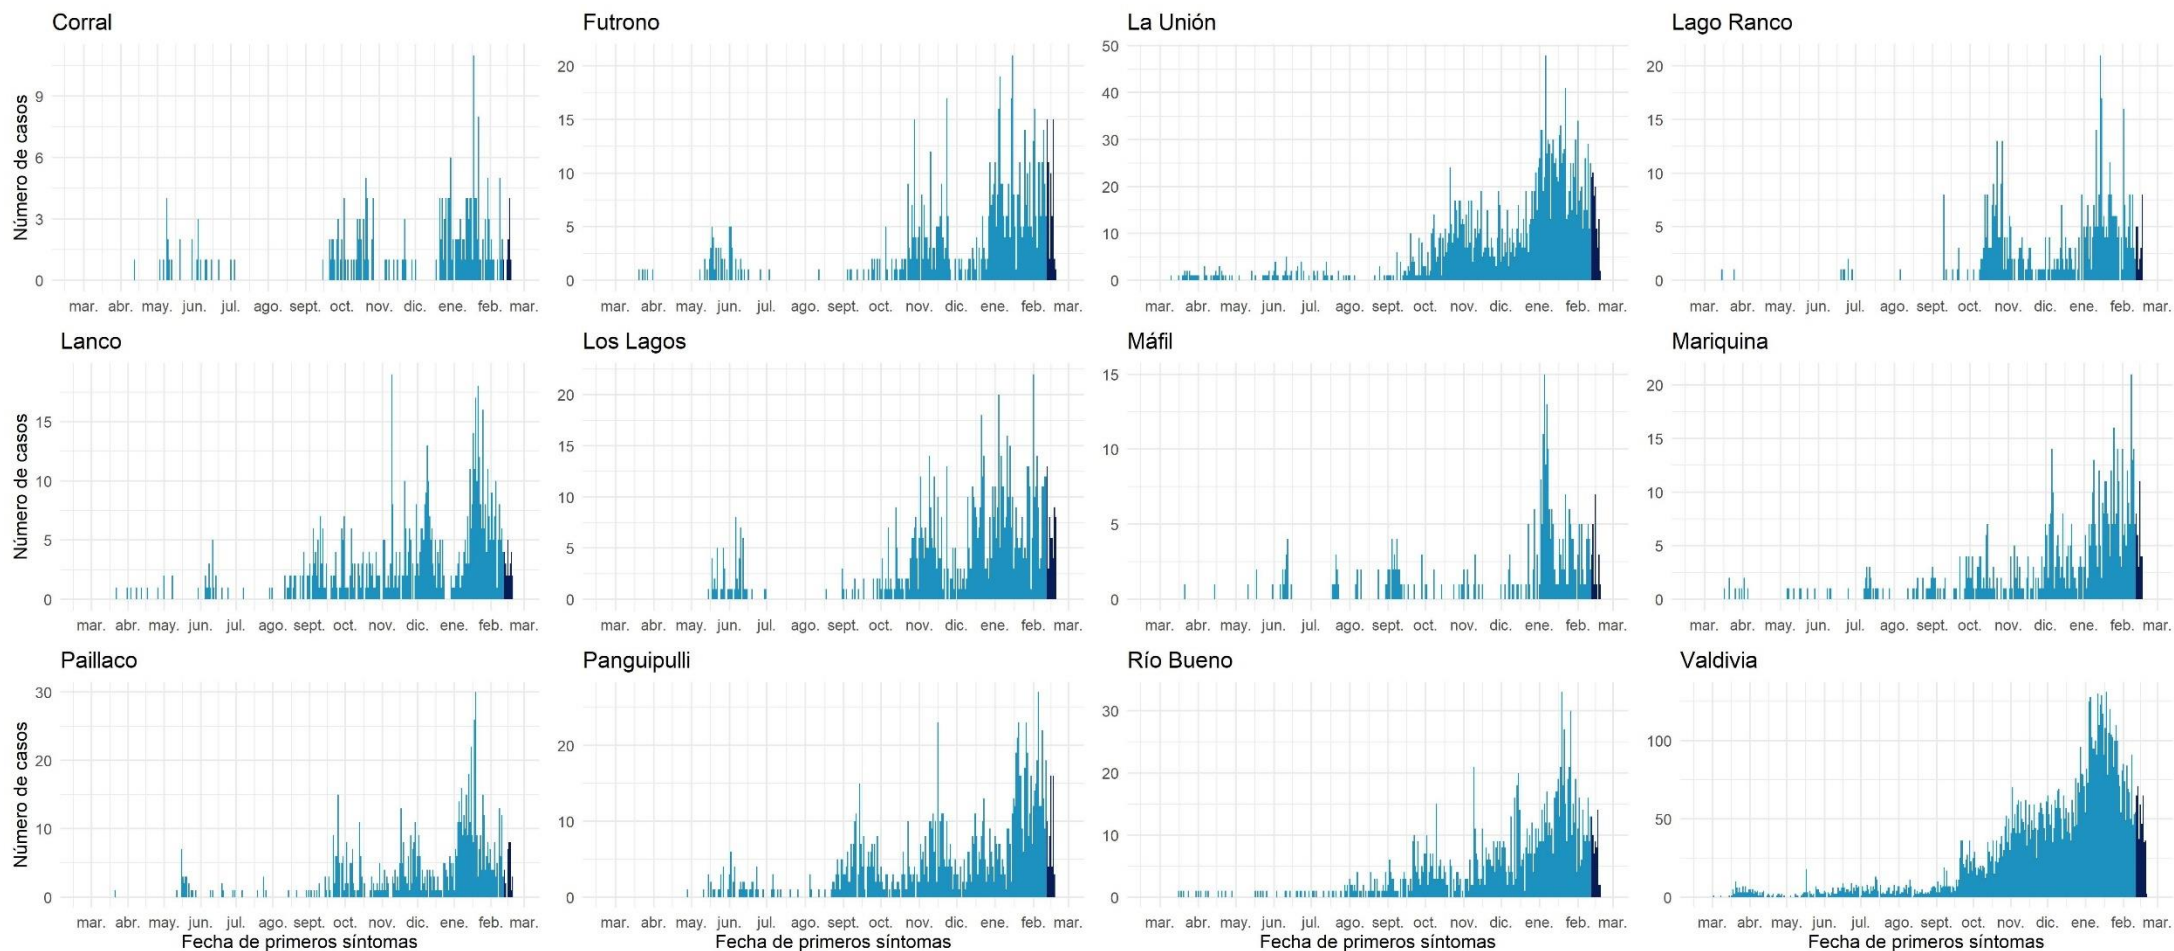 Corral
Futrono
La Unión
Lago Ranco
Número de casos
9
6
3
0
20
15
10
5
0
50
40
30
20
10
0
20
15
10
5
0
mar. abr. may. jun. jul. ago. sept. oct. nov. dic. ene. feb. mar.
mar. abr. may. jun. jul. ago. sept. oct. nov. dic. ene. feb. mar.
mar. abr. may. jun. jul. ago. sept. oct. nov. dic. ene. feb. mar.
mar. abr. may. jun. jul. ago. sept. oct. nov. dic. ene. feb. mar.
Lanco
Los Lagos
Máfil
Mariquina
Número de casos
15
10
5
0
20
15
10
5
0
15
10
5
0
20
15
10
5
0
mar. abr. may. jun. jul. ago. sept. oct. nov. dic. ene. feb. mar.
mar. abr. may. jun. jul. ago. sept. oct. nov. dic. ene. feb. mar.
mar. abr. may. jun. jul. ago. sept. oct. nov. dic. ene. feb. mar.
mar. abr. may. jun. jul. ago. sept. oct. nov. dic. ene. feb. mar.
Paillaco
Panguipulli
Río Bueno
Valdivia
Número de casos
30
20
10
0
20
10
0
30
20
10
0
100
50
0
mar. abr. may. jun. jul. ago. sept. oct. nov. dic. ene. feb. mar.
mar. abr. may. jun. jul. ago. sept. oct. nov. dic. ene. feb. mar.
mar. abr. may. jun. jul. ago. sept. oct. nov. dic. ene. feb. mar.
mar. abr. may. jun. jul. ago. sept. oct. nov. dic. ene. feb. mar.
Fecha de primeros síntomas
Fecha de primeros síntomas
Fecha de primeros síntomas
Fecha de primeros síntomas